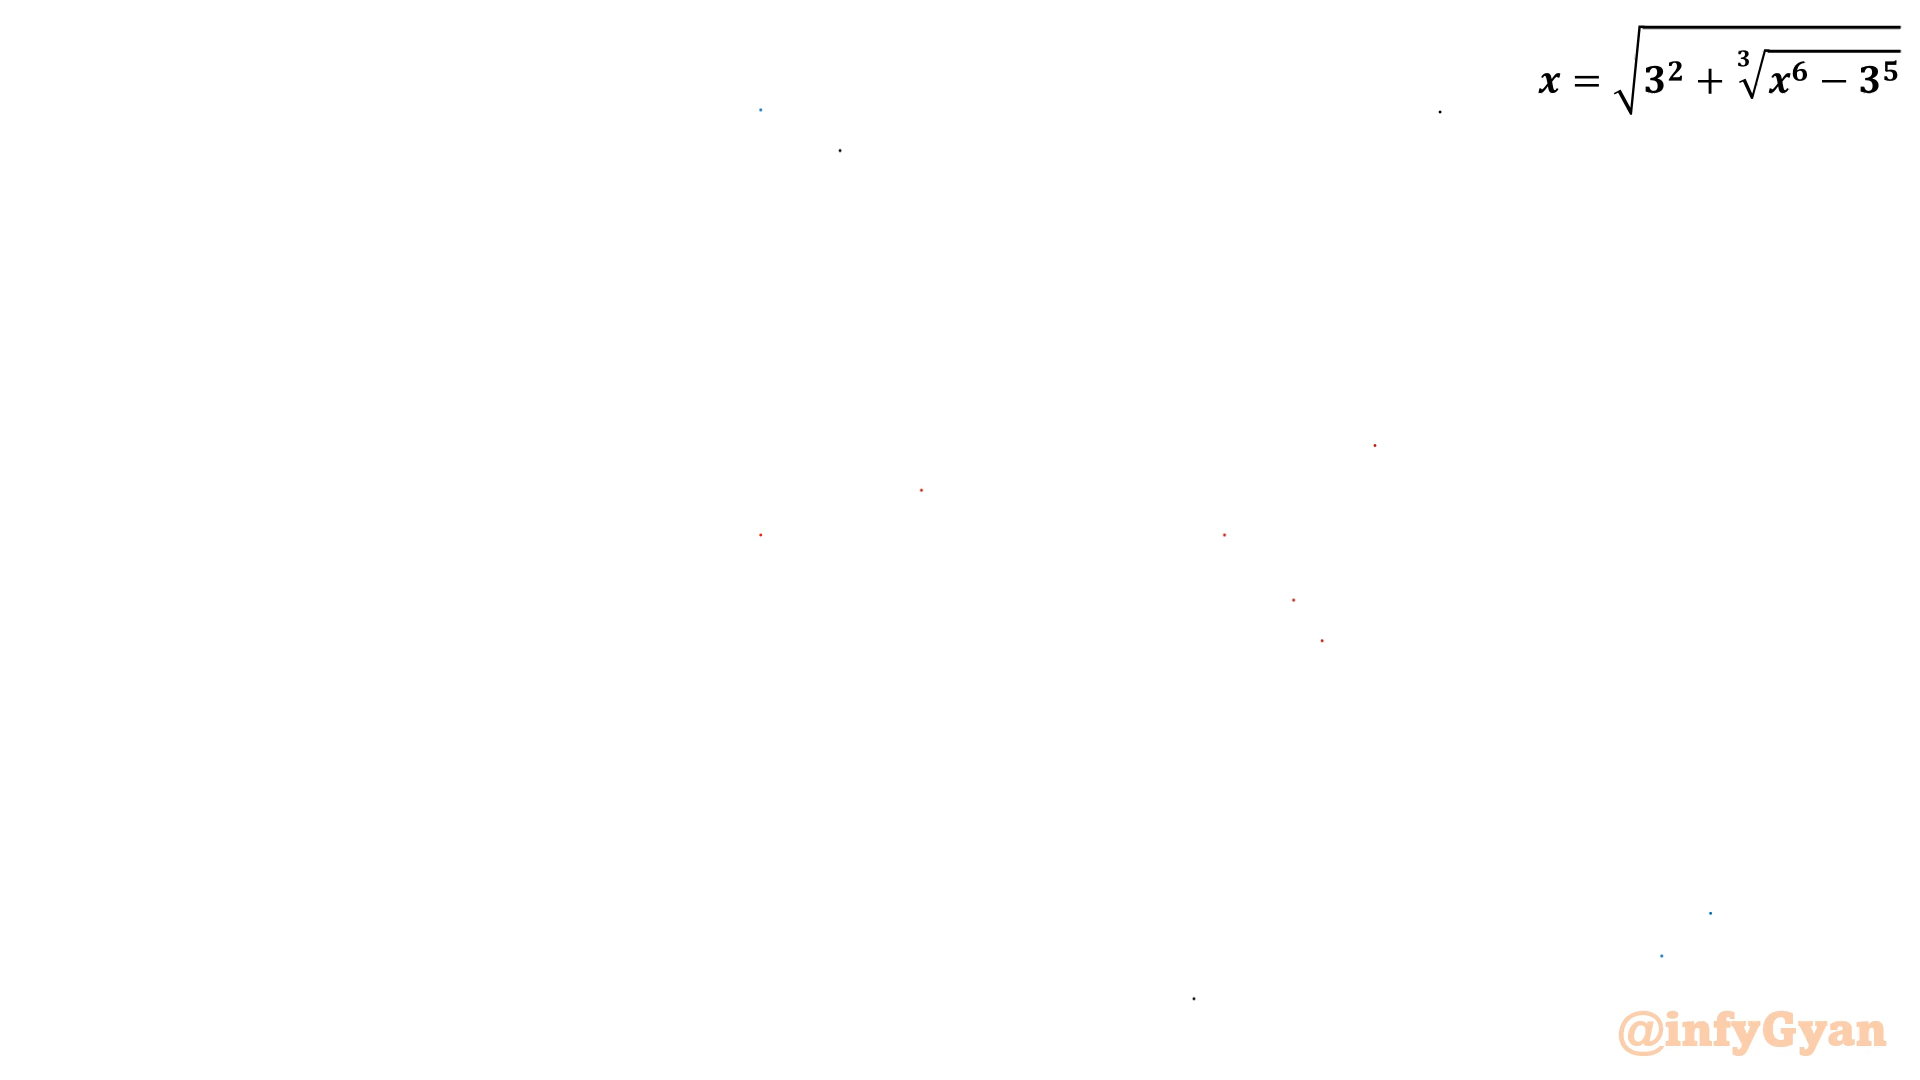 x = √(3² + ∛(x⁶ − 3⁵))
@infyGyan